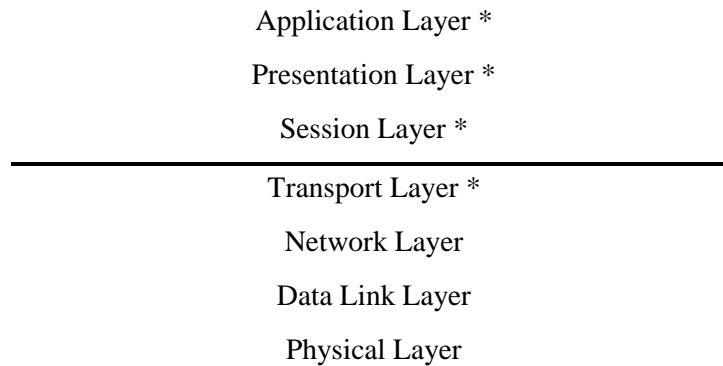 Application Layer *
Presentation Layer *
Session Layer *
Transport Layer *
Network Layer
Data Link Layer
Physical Layer